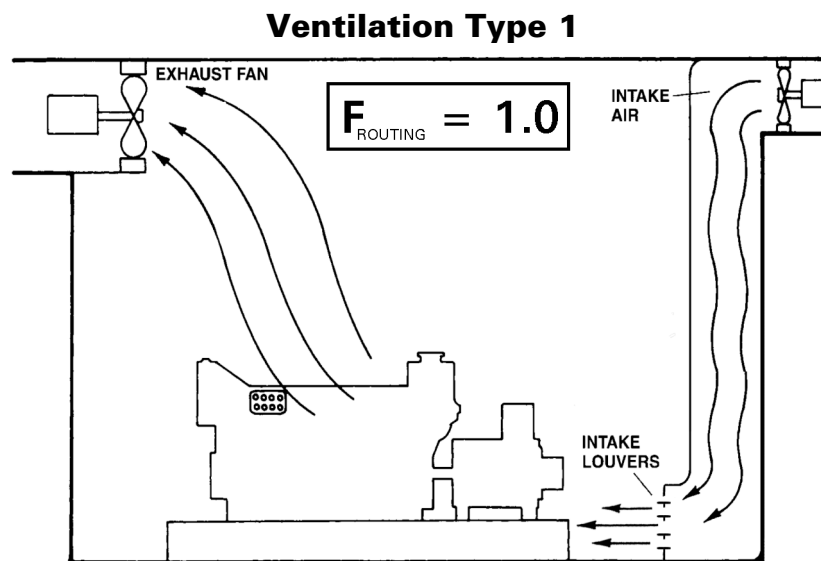 Ventilation Type 1
EXHAUST FAN
F ROUTING = 1.0
INTAKE
AIR
INTAKE
LOUVERS